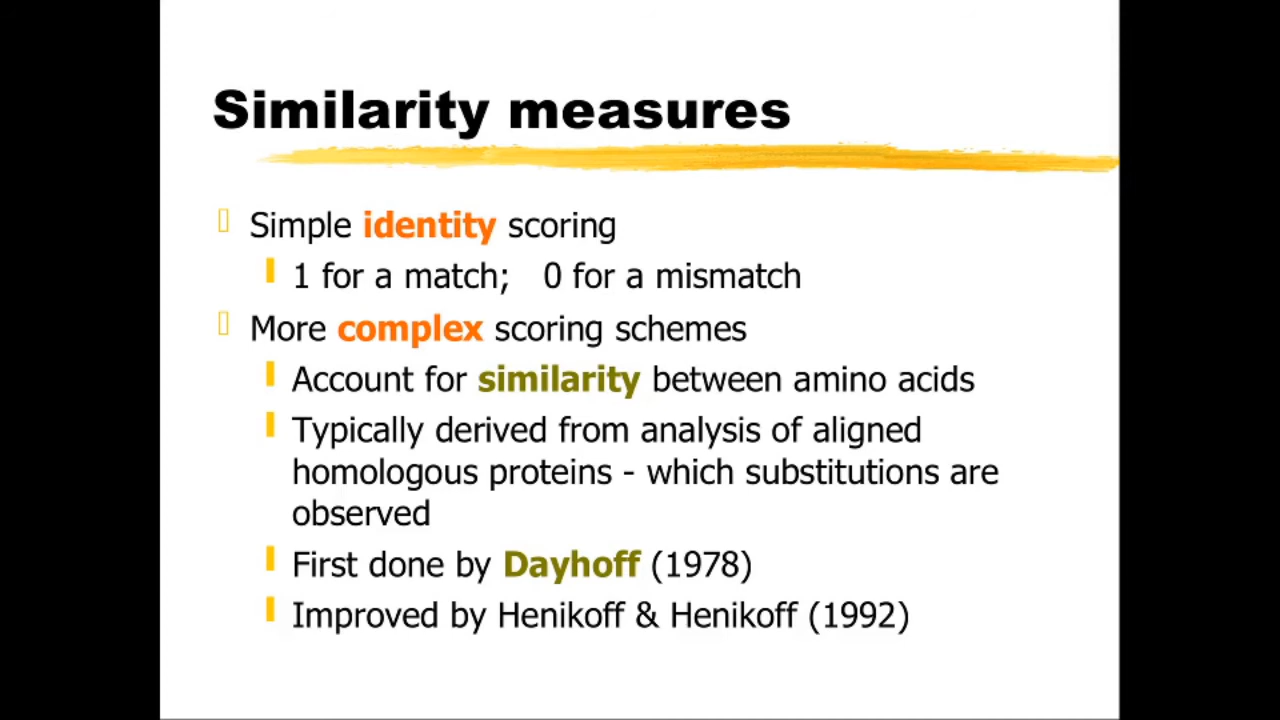 Similarity measures
Simple identity scoring
1 for a match; 0 for a mismatch
More complex scoring schemes
Account for similarity between amino acids
Typically derived from analysis of aligned
homologous proteins - which substitutions are
observed
First done by Dayhoff (1978)
Improved by Henikoff & Henikoff (1992)